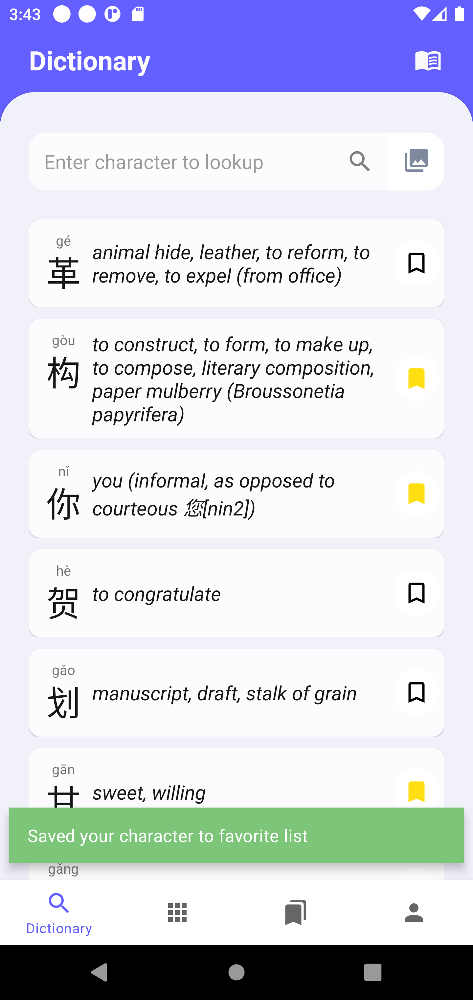 3:43
Dictionary
Enter character to lookup
gé
革
animal hide, leather, to reform, to
remove, to expel (from office)
gòu
构
to construct, to form, to make up,
to compose, literary composition,
paper mulberry (Broussonetia
papyrifera)
nǐ
你
you (informal, as opposed to
courteous 您[nin2])
hè
贺
to congratulate
gǎo
划
manuscript, draft, stalk of grain
gān
甘
sweet, willing
Saved your character to favorite list
gǎng
Dictionary